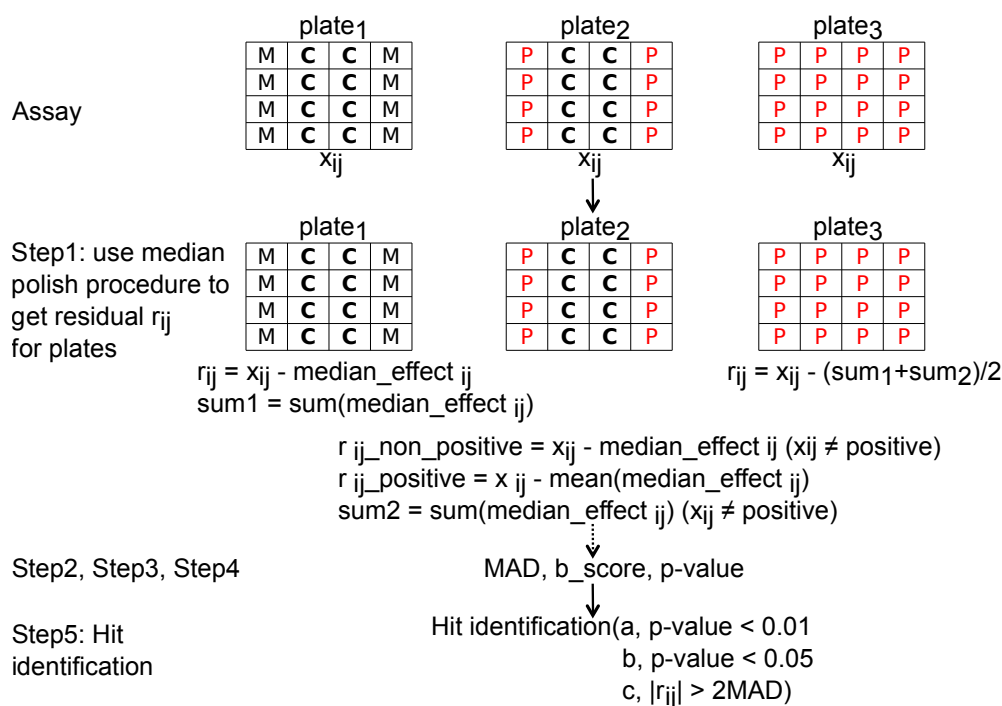 plate1 plate2 plate3
M C C M P C C P P P P P
M C C M P C C P P P P P
Assay
M C C M P C C P P P P P
M C C M P C C P P P P P
xij xij xij
plate1 plate2 plate3
Step1: use median
polish procedure to
get residual rij
for plates
M C C M P C C P P P P P
M C C M P C C P P P P P
M C C M P C C P P P P P
M C C M P C C P P P P P
rij = xij - median_effect ij
sum1 = sum(median_effect ij)
rij = xij - (sum1+sum2)/2
r ij_non_positive = xij - median_effect ij (xij ≠ positive)
r ij_positive = x ij - mean(median_effect ij)
sum2 = sum(median_effect ij) (xij ≠ positive)
Step2, Step3, Step4
MAD, b_score, p-value
Step5: Hit
identification
Hit identification(a, p-value < 0.01
b, p-value < 0.05
c, |rij| > 2MAD)